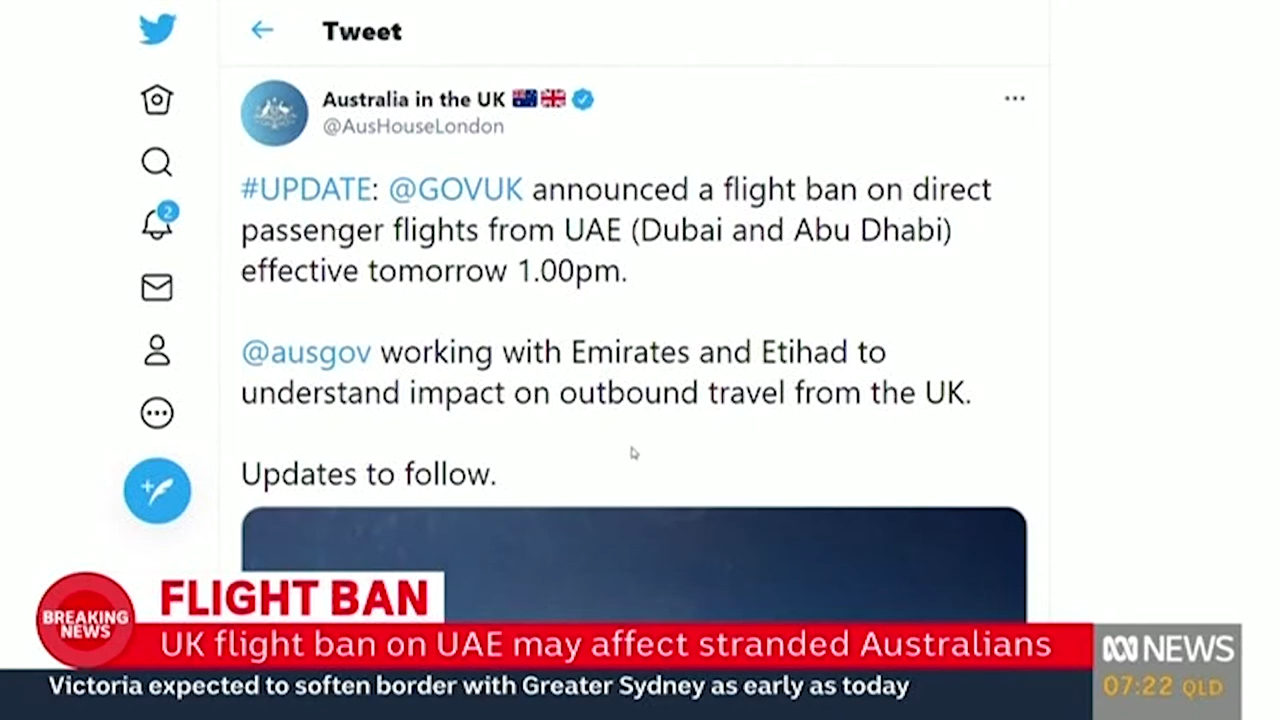 Tweet
Australia in the UK
@AusHouseLondon
2
#UPDATE: @GOVUK announced a flight ban on direct
passenger flights from UAE (Dubai and Abu Dhabi)
effective tomorrow 1.00pm.
@ausgov working with Emirates and Etihad to
understand impact on outbound travel from the UK.
Updates to follow.
BREAKING
NEWS
FLIGHT BAN
UK flight ban on UAE may affect stranded Australians
NEWS
07:22 QLD
Victoria expected to soften border with Greater Sydney as early as today